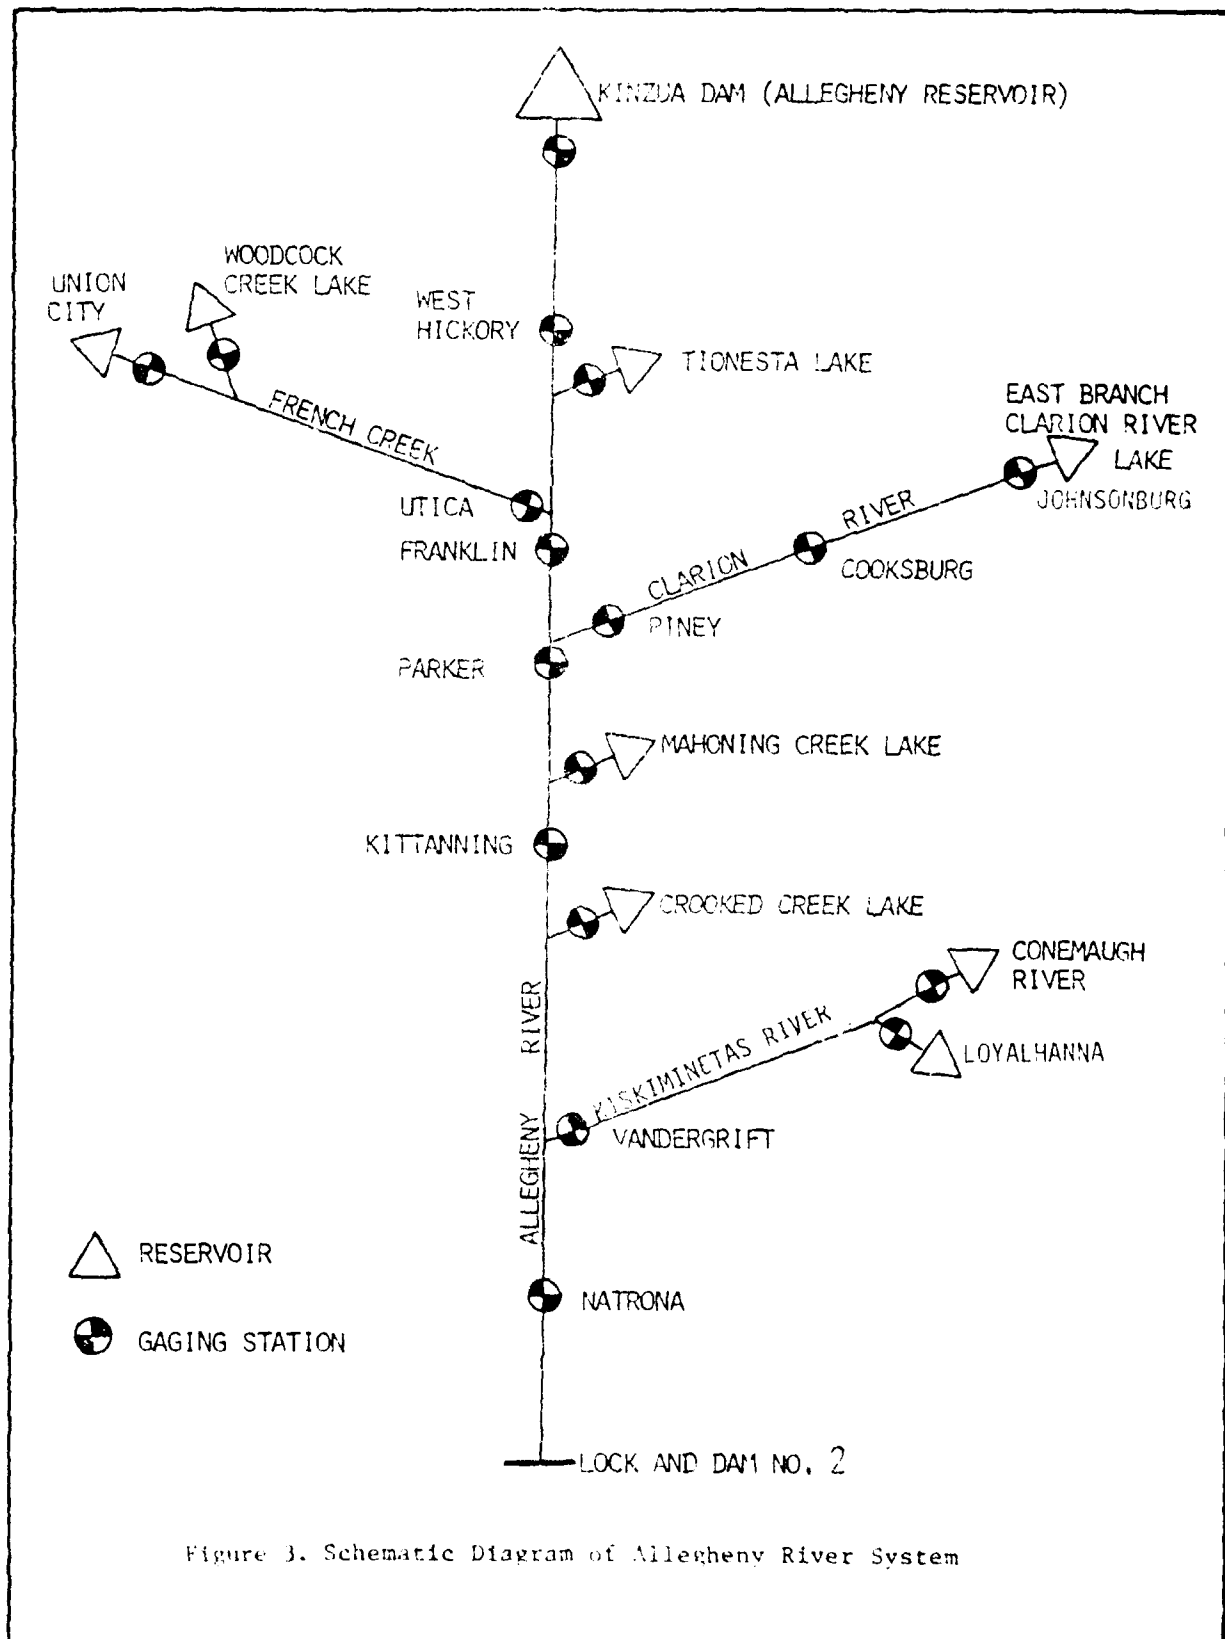 KINZUA DAM (ALLEGHENY RESERVOIR)
WOODCOCK
CREEK LAKE
UNION
CITY
WEST
HICKORY
TIONESTA LAKE
FRENCH CREEK
EAST BRANCH
CLARION RIVER
LAKE
JOHNSONBURG
UTICA
FRANKLIN
CLARION RIVER
COOKSBURG
PINEY
PARKER
MAHONING CREEK LAKE
KITTANNING
CROOKED CREEK LAKE
CONEMAUGH
RIVER
LOYALHANNA
KISKIMINETAS RIVER
VANDERGRIFT
ALLEGHENY RIVER
RESERVOIR
NATRONA
GAGING STATION
LOCK AND DAM NO. 2
Figure 3. Schematic Diagram of Allegheny River System